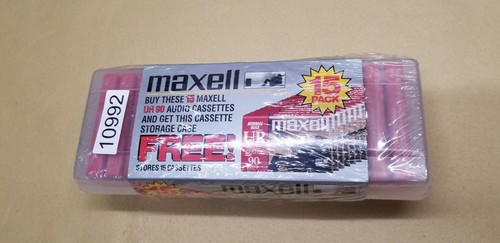 10992
maxell
BUY THESE 15 MAXELL
UR 90 AUDIO CASSETTES
AND GET THIS CASSETTE
STORAGE CASE
FREE!
STORES 15 CASSETTES
15
PACK
maxell
UR
90
maxell